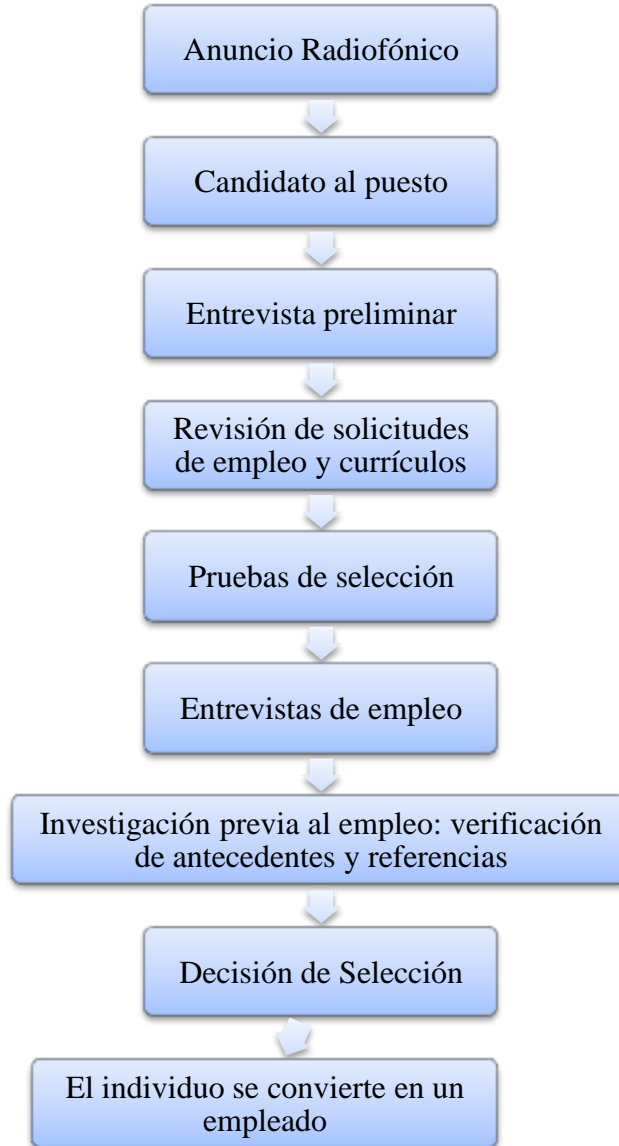 Anuncio Radiofónico
Candidato al puesto
Entrevista preliminar
Revisión de solicitudes
de empleo y currículos
Pruebas de selección
Entrevistas de empleo
Investigación previa al empleo: verificación
de antecedentes y referencias
Decisión de Selección
El individuo se convierte en un
empleado